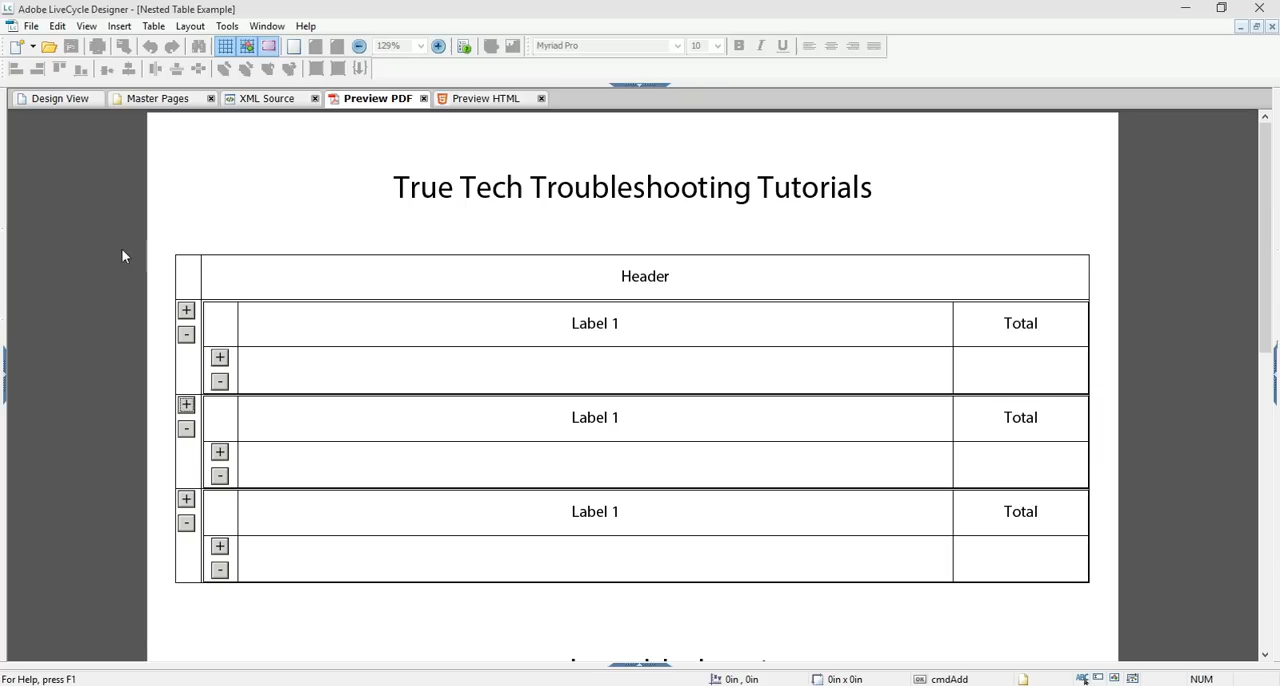 Adobe LiveCycle Designer - [Nested Table Example]
File Edit View Insert Table Layout Tools Window Help
129% Myriad Pro 10 B I U
Design View Master Pages XML Source Preview PDF Preview HTML
True Tech Troubleshooting Tutorials
Header
+
-
Label 1 Total
+
-
+
-
Label 1 Total
+
-
+
-
Label 1 Total
+
-
For Help, press F1 0in , 0in 0in x 0in OK cmdAdd ABC NUM